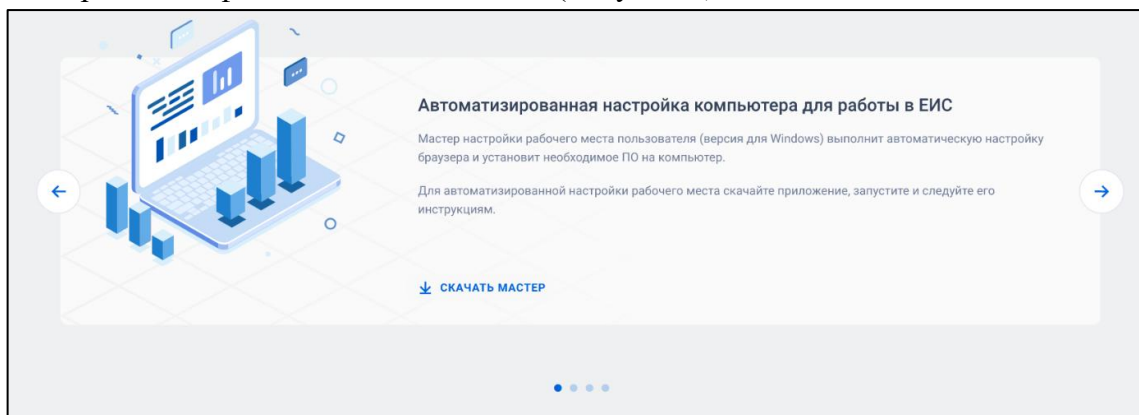 Автоматизированная настройка компьютера для работы в ЕИС
Мастер настройки рабочего места пользователя (версия для Windows) выполнит автоматическую настройку
браузера и установит необходимое ПО на компьютер.
Для автоматизированной настройки рабочего места скачайте приложение, запустите и следуйте его
инструкциям.
СКАЧАТЬ МАСТЕР